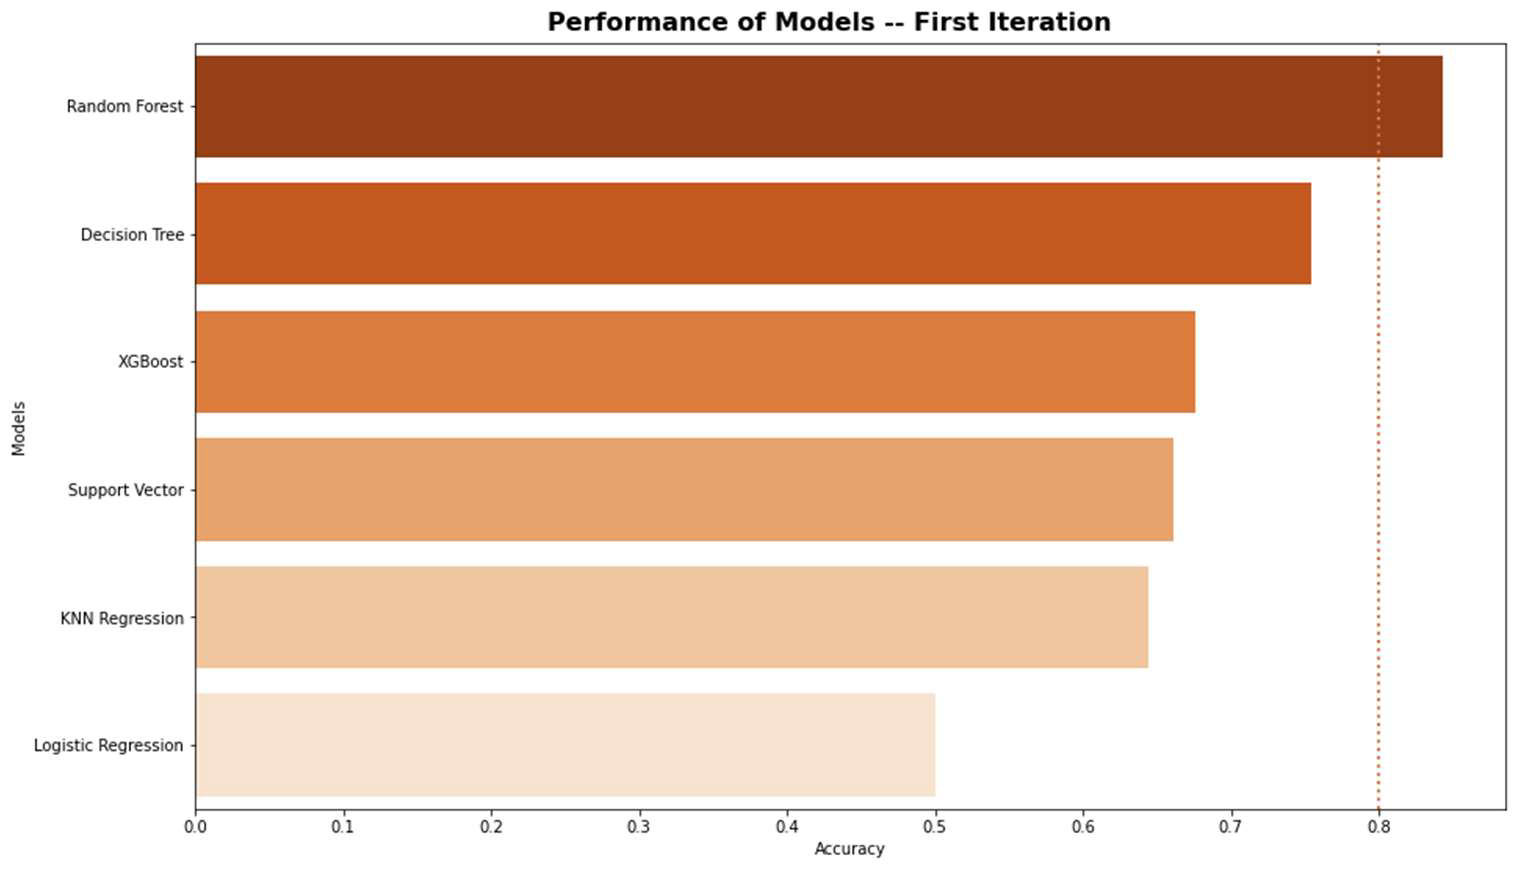 Performance of Models -- First Iteration
Random Forest
Decision Tree
XGBoost
Support Vector
KNN Regression
Logistic Regression
Models
0.0 0.1 0.2 0.3 0.4 0.5 0.6 0.7 0.8
Accuracy